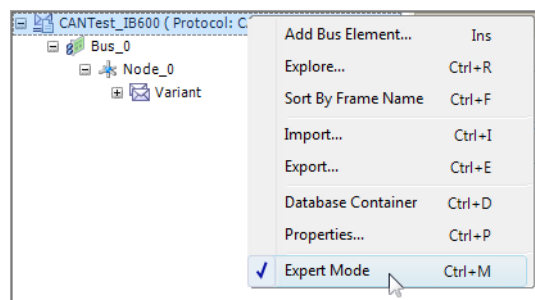 CANTest_IB600 ( Protocol: C
Bus_0
Node_0
Variant
Add Bus Element... Ins
Explore... Ctrl+R
Sort By Frame Name Ctrl+F
Import... Ctrl+I
Export... Ctrl+E
Database Container Ctrl+D
Properties... Ctrl+P
Expert Mode Ctrl+M